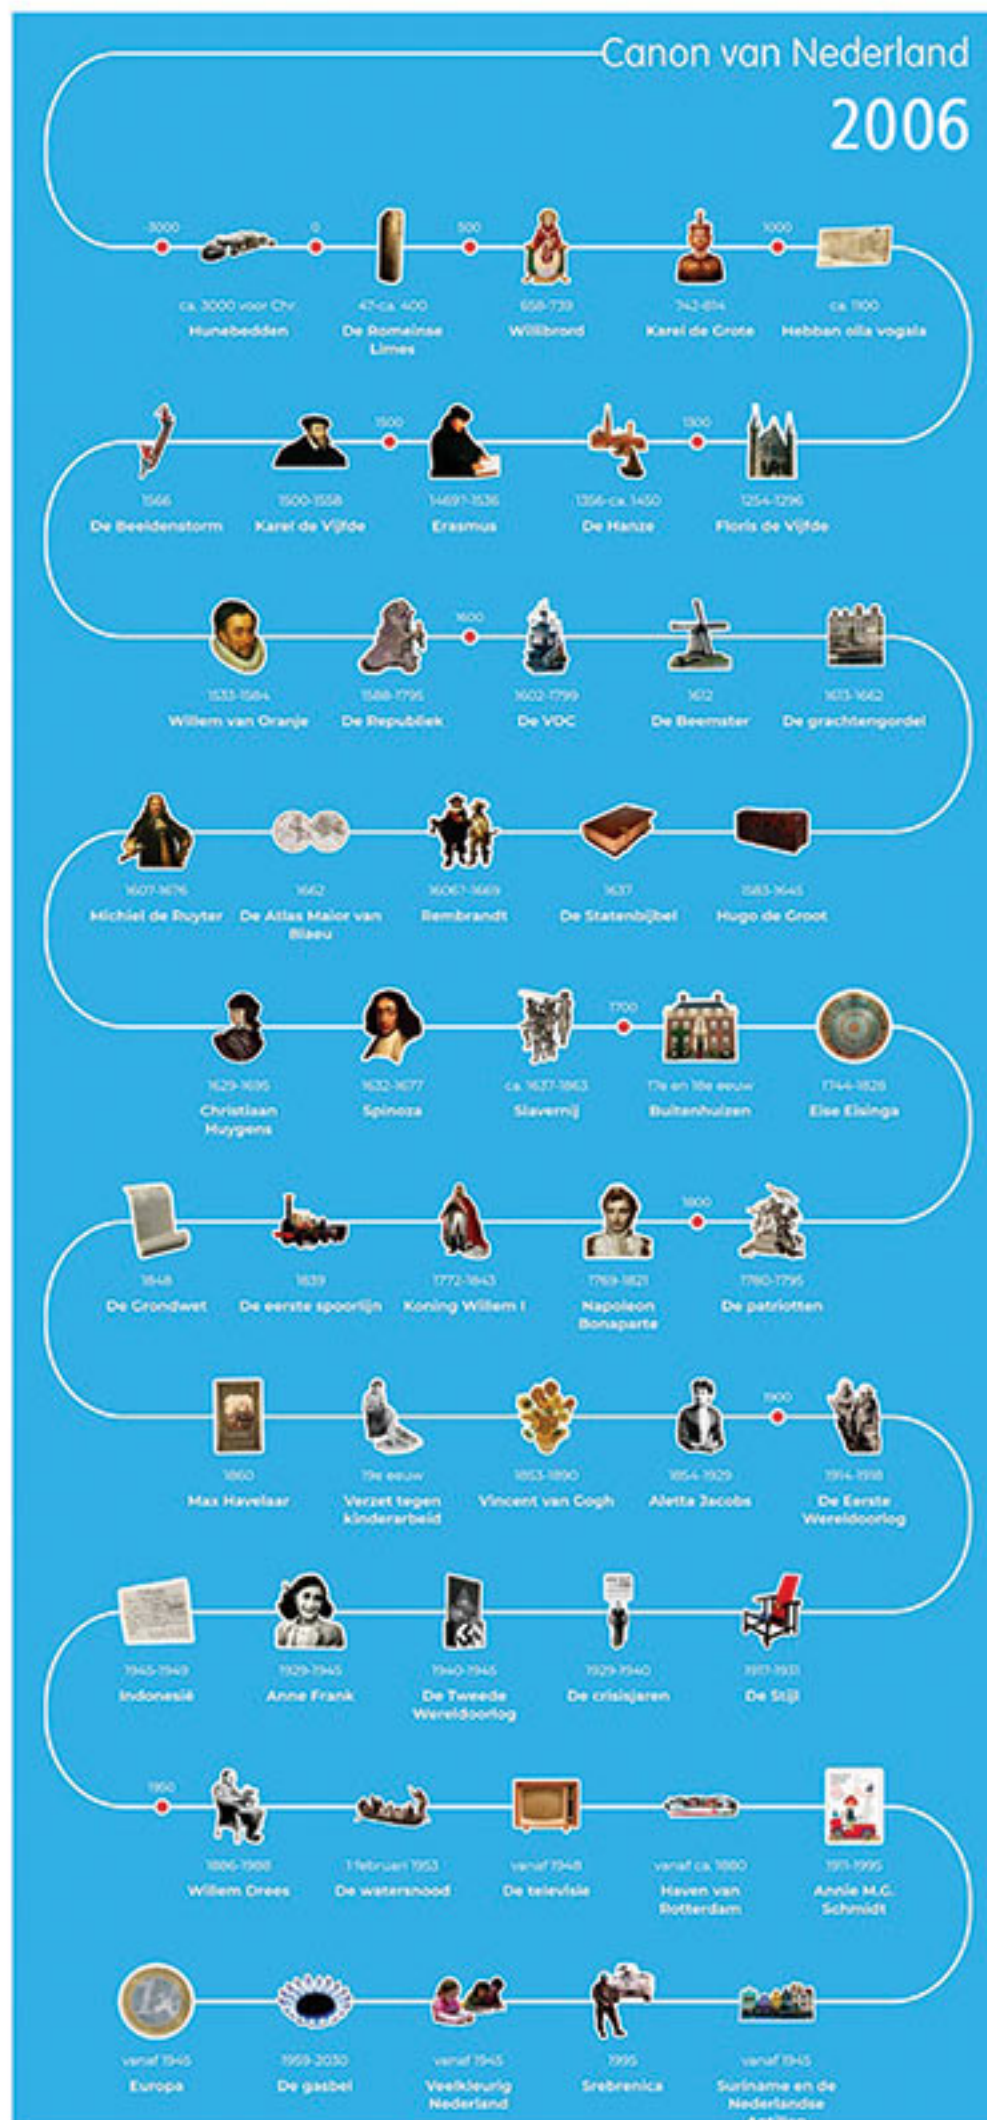 Canon van Nederland
2006
-3000
ca. 3000 voor Chr.
Hunebedden
0
47-ca. 400
De Romeinse
Limes
500
658-739
Willibrord
742-814
Karel de Grote
1000
ca. 1100
Hebban olla vogala
1566
De Beeldenstorm
1500-1558
Karel de Vijfde
1500
1469?-1536
Erasmus
1356-ca. 1450
De Hanze
1300
1254-1296
Floris de Vijfde
1533-1584
Willem van Oranje
1588-1795
De Republiek
1600
1602-1799
De VOC
1612
De Beemster
1613-1662
De grachtengordel
1607-1676
Michiel de Ruyter
1662
De Atlas Maior van
Blaeu
1606?-1669
Rembrandt
1637
De Statenbijbel
1583-1645
Hugo de Groot
1629-1695
Christiaan
Huygens
1632-1677
Spinoza
ca. 1637-1863
Slavernij
1700
17e en 18e eeuw
Buitenhuizen
1744-1828
Eise Eisinga
1848
De Grondwet
1839
De eerste spoorlijn
1772-1843
Koning Willem I
1769-1821
Napoleon
Bonaparte
1800
1780-1795
De patriotten
1860
Max Havelaar
19e eeuw
Verzet tegen
kinderarbeid
1853-1890
Vincent van Gogh
1854-1929
Aletta Jacobs
1900
1914-1918
De Eerste
Wereldoorlog
1945-1949
Indonesië
1929-1945
Anne Frank
1940-1945
De Tweede
Wereldoorlog
1929-1940
De crisisjaren
1917-1931
De Stijl
1950
1886-1988
Willem Drees
1 februari 1953
De watersnood
vanaf 1948
De televisie
vanaf ca. 1880
Haven van
Rotterdam
1911-1995
Annie M.G.
Schmidt
vanaf 1945
Europa
1959-2030
De gasbel
vanaf 1945
Veelkleurig
Nederland
1995
Srebrenica
vanaf 1945
Suriname en de
Nederlandse